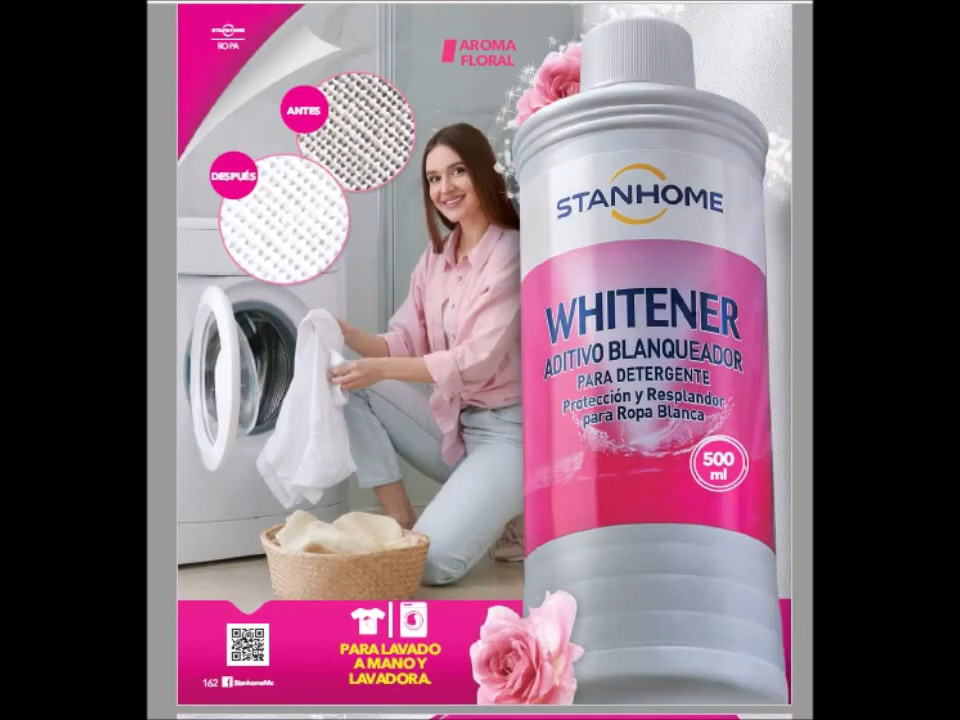 STANHOME
ROPA
AROMA
FLORAL
ANTES
DESPUÉS
STANHOME
WHITENER
ADITIVO BLANQUEADOR
PARA DETERGENTE
Protección y Resplandor
para Ropa Blanca
500
ml
PARA LAVADO
A MANO Y
LAVADORA.
162 StanhomeMx